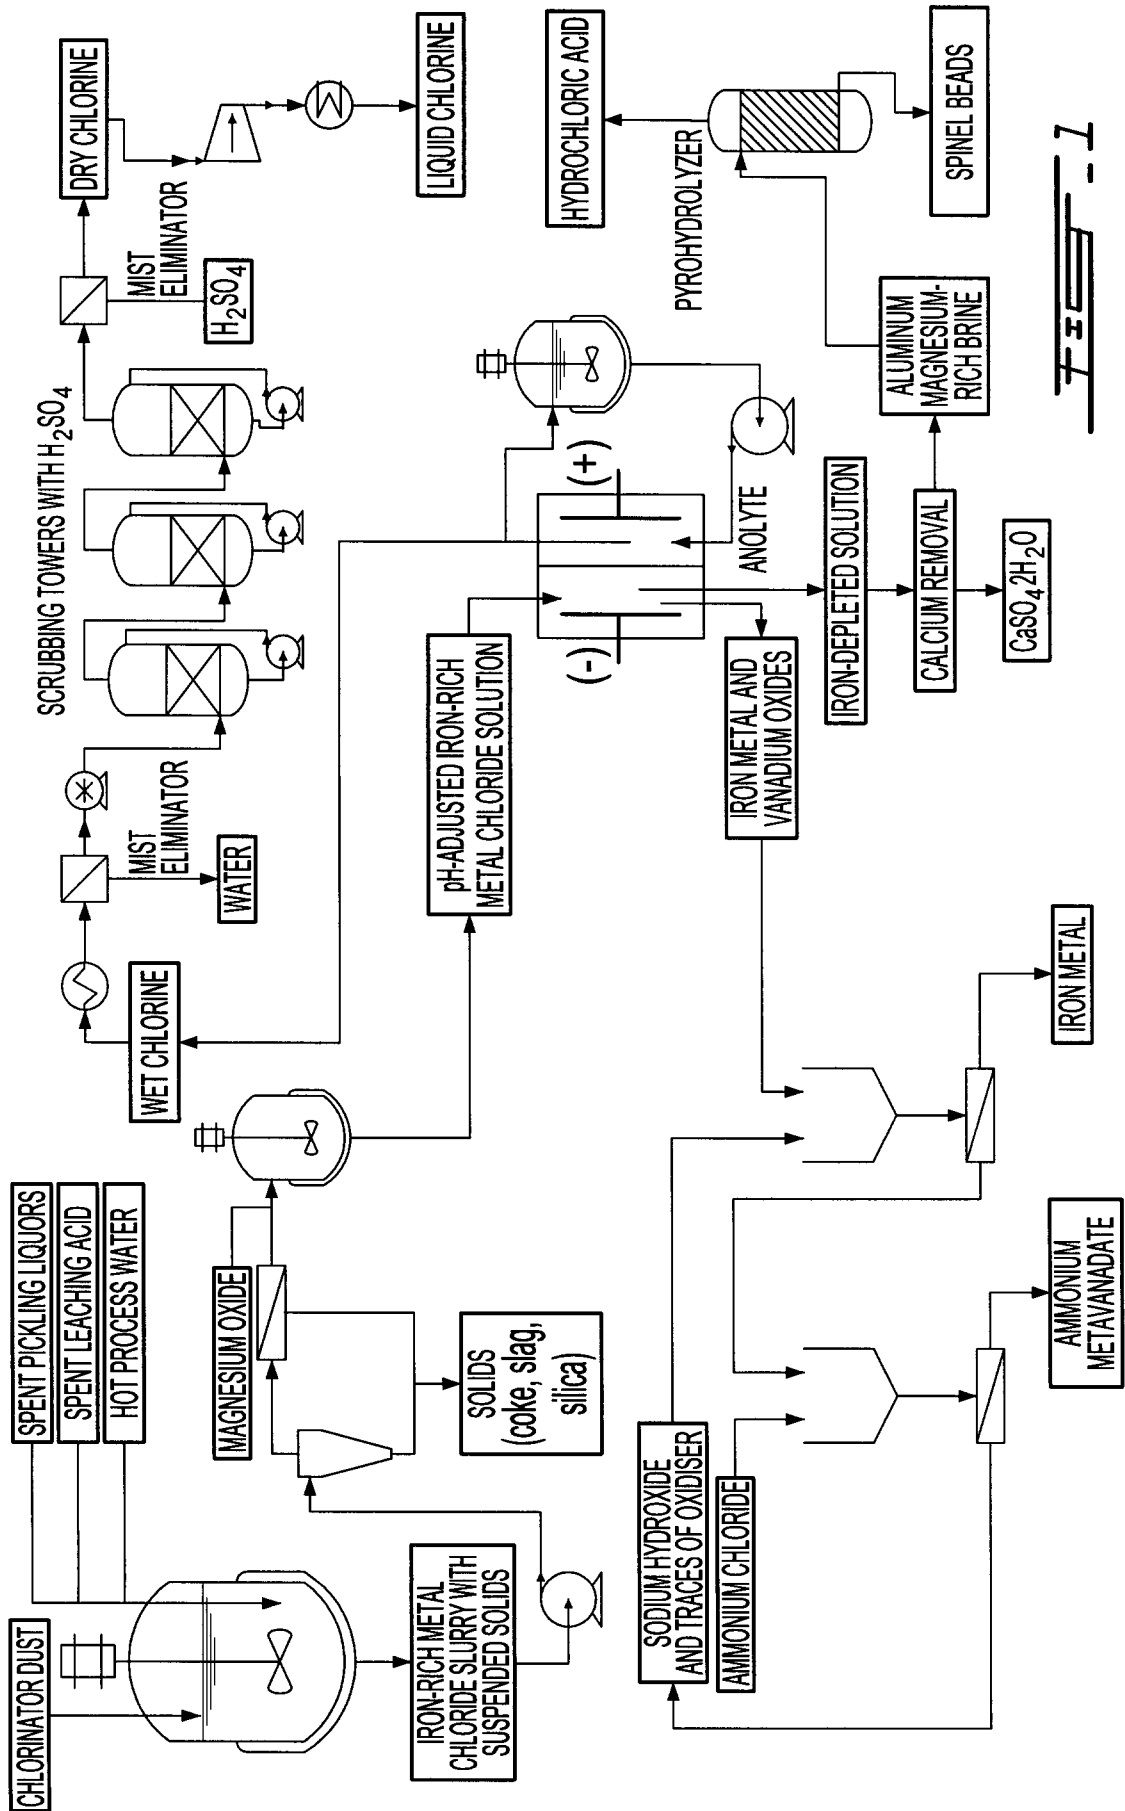 CHLORINATOR DUST
SPENT PICKLING LIQUORS
SPENT LEACHING ACID
HOT PROCESS WATER
IRON-RICH METAL
CHLORIDE SLURRY WITH
SUSPENDED SOLIDS
MAGNESIUM OXIDE
SOLIDS
(coke, slag,
silica)
WET CHLORINE
MIST
ELIMINATOR
WATER
SCRUBBING TOWERS WITH H₂SO₄
MIST
ELIMINATOR
H₂SO₄
DRY CHLORINE
LIQUID CHLORINE
pH-ADJUSTED IRON-RICH
METAL CHLORIDE SOLUTION
(-)
(+)
ANOLYTE
IRON METAL AND
VANADIUM OXIDES
IRON-DEPLETED SOLUTION
CALCIUM REMOVAL
CaSO₄2H₂O
ALUMINUM
MAGNESIUM-
RICH BRINE
PYROHYDROLYZER
HYDROCHLORIC ACID
SPINEL BEADS
SODIUM HYDROXIDE
AND TRACES OF OXIDISER
AMMONIUM CHLORIDE
AMMONIUM
METAVANADATE
IRON METAL
FIG. 1